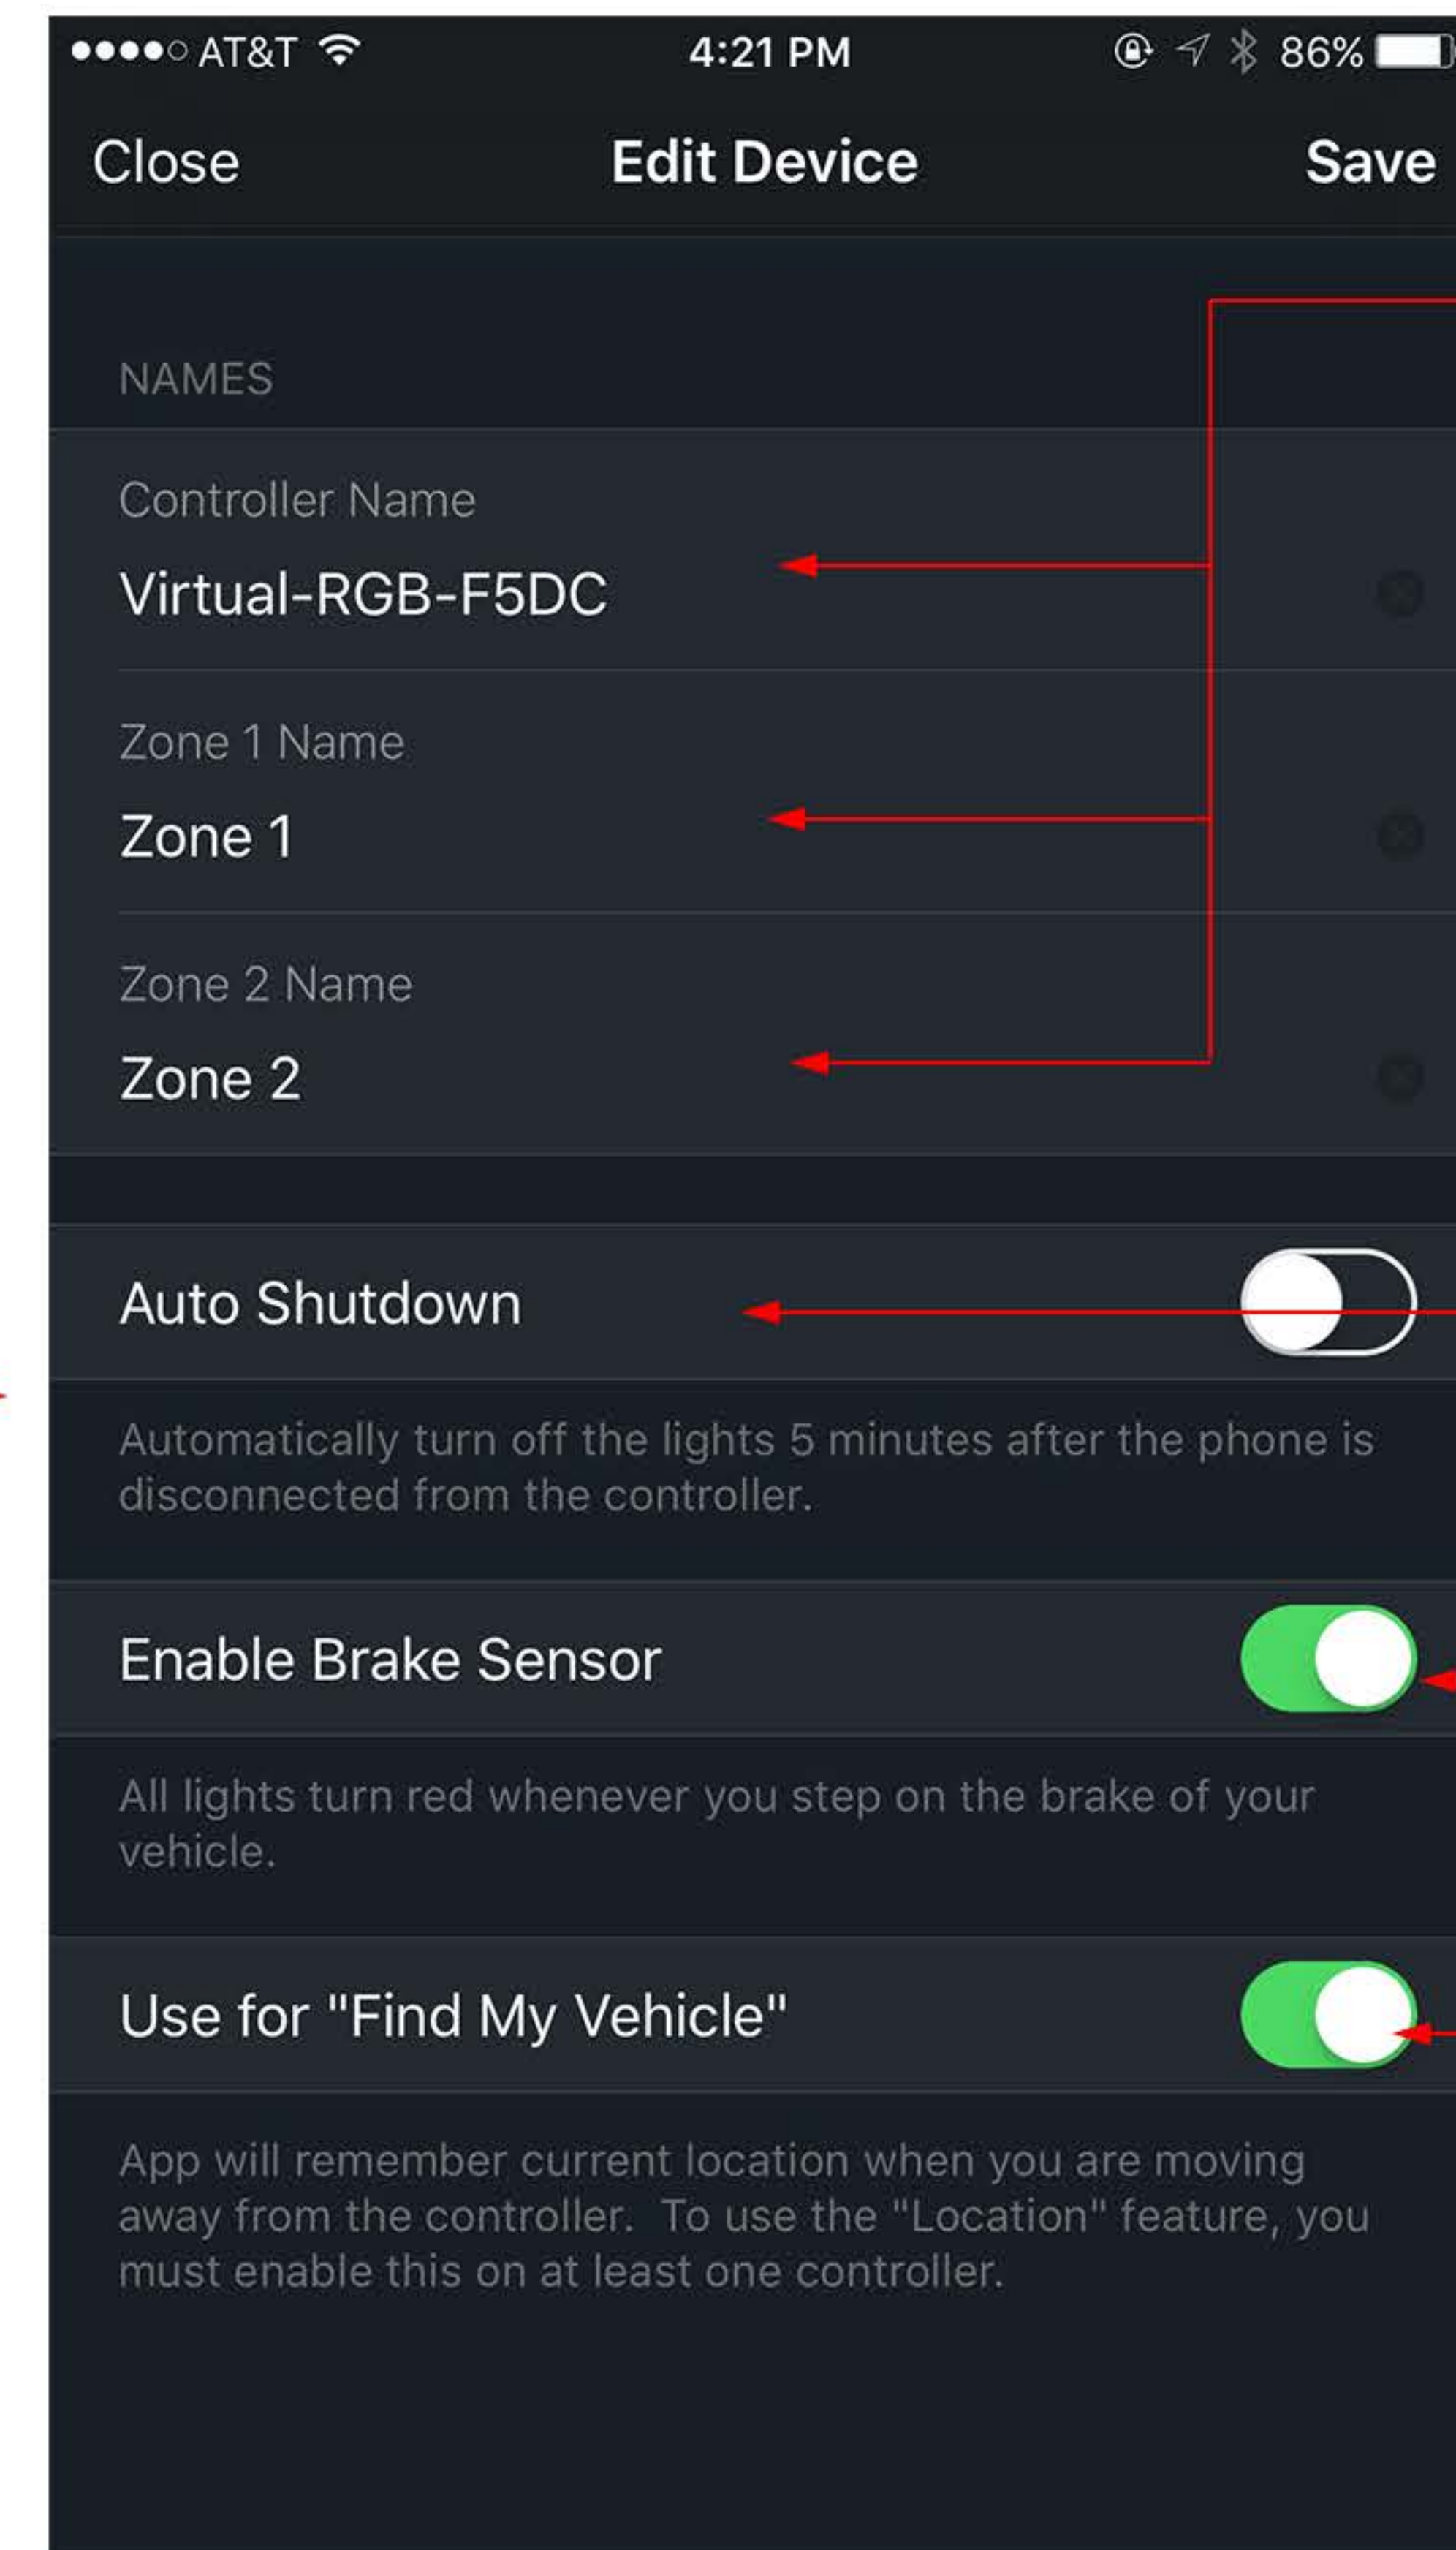 AT&T 4:21 PM 86%
Close Edit Device Save
NAMES
Controller Name
Virtual-RGB-F5DC
Zone 1 Name
Zone 1
Zone 2 Name
Zone 2
Auto Shutdown
Automatically turn off the lights 5 minutes after the phone is
disconnected from the controller.
Enable Brake Sensor
All lights turn red whenever you step on the brake of your
vehicle.
Use for "Find My Vehicle"
App will remember current location when you are moving
away from the controller.  To use the "Location" feature, you
must enable this on at least one controller.